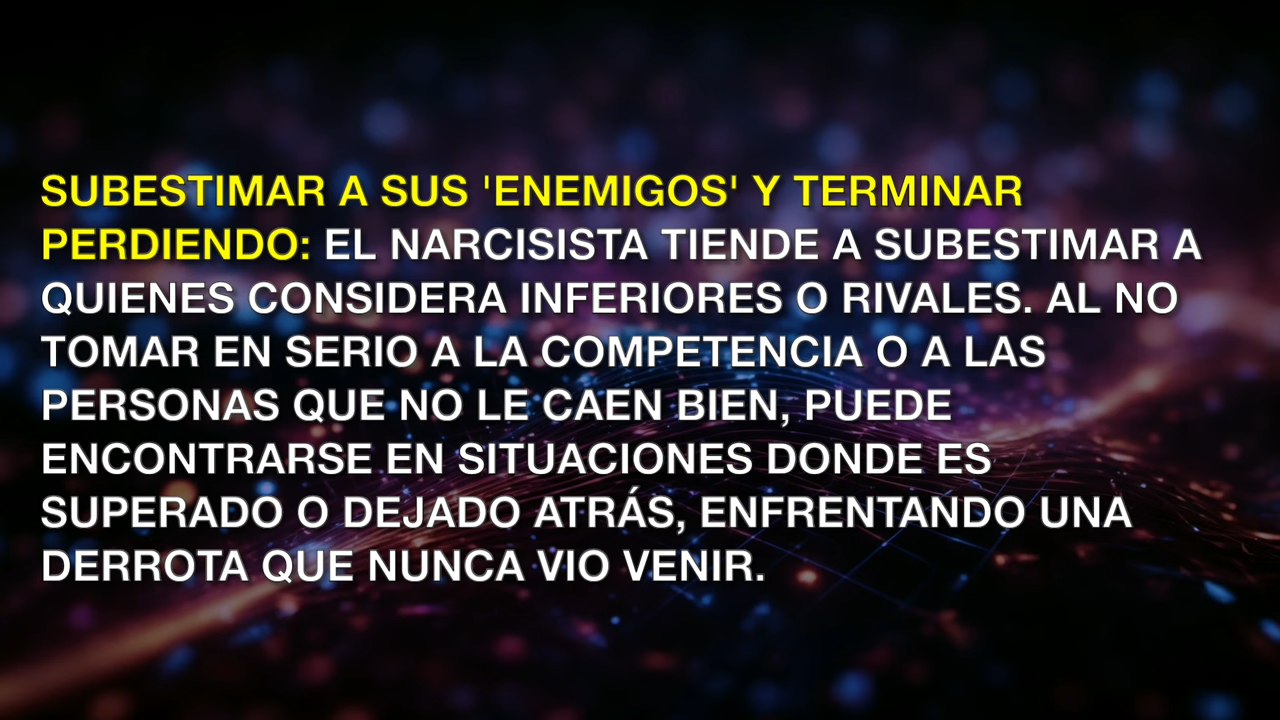 SUBESTIMAR A SUS 'ENEMIGOS' Y TERMINAR
PERDIENDO: EL NARCISISTA TIENDE A SUBESTIMAR A
QUIENES CONSIDERA INFERIORES O RIVALES. AL NO
TOMAR EN SERIO A LA COMPETENCIA O A LAS
PERSONAS QUE NO LE CAEN BIEN, PUEDE
ENCONTRARSE EN SITUACIONES DONDE ES
SUPERADO O DEJADO ATRÁS, ENFRENTANDO UNA
DERROTA QUE NUNCA VIO VENIR.